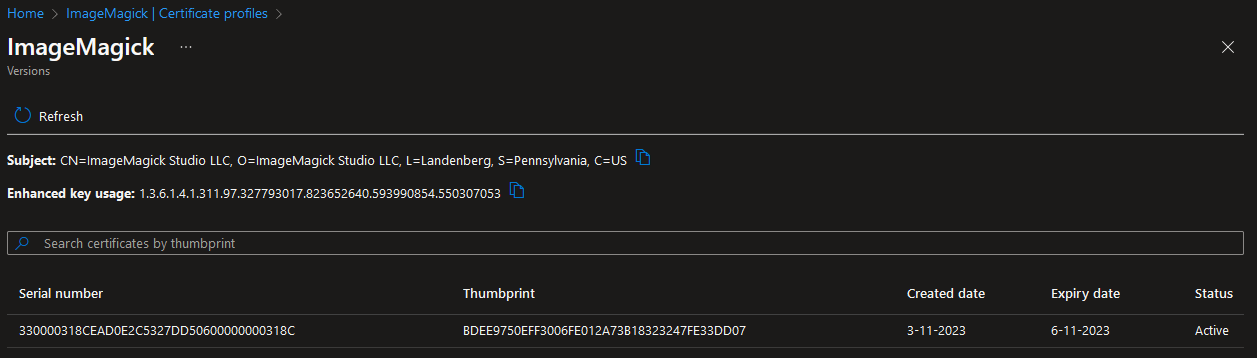 Home > ImageMagick | Certificate profiles >
ImageMagick ...
Versions
Refresh
Subject: CN=ImageMagick Studio LLC, O=ImageMagick Studio LLC, L=Landenberg, S=Pennsylvania, C=US
Enhanced key usage: 1.3.6.1.4.1.311.97.327793017.823652640.593990854.550307053
Search certificates by thumbprint
Serial number Thumbprint Created date Expiry date Status
330000318CEAD0E2C5327DD50600000000318C BDEE9750EFF3006FE012A73B18323247FE33DD07 3-11-2023 6-11-2023 Active